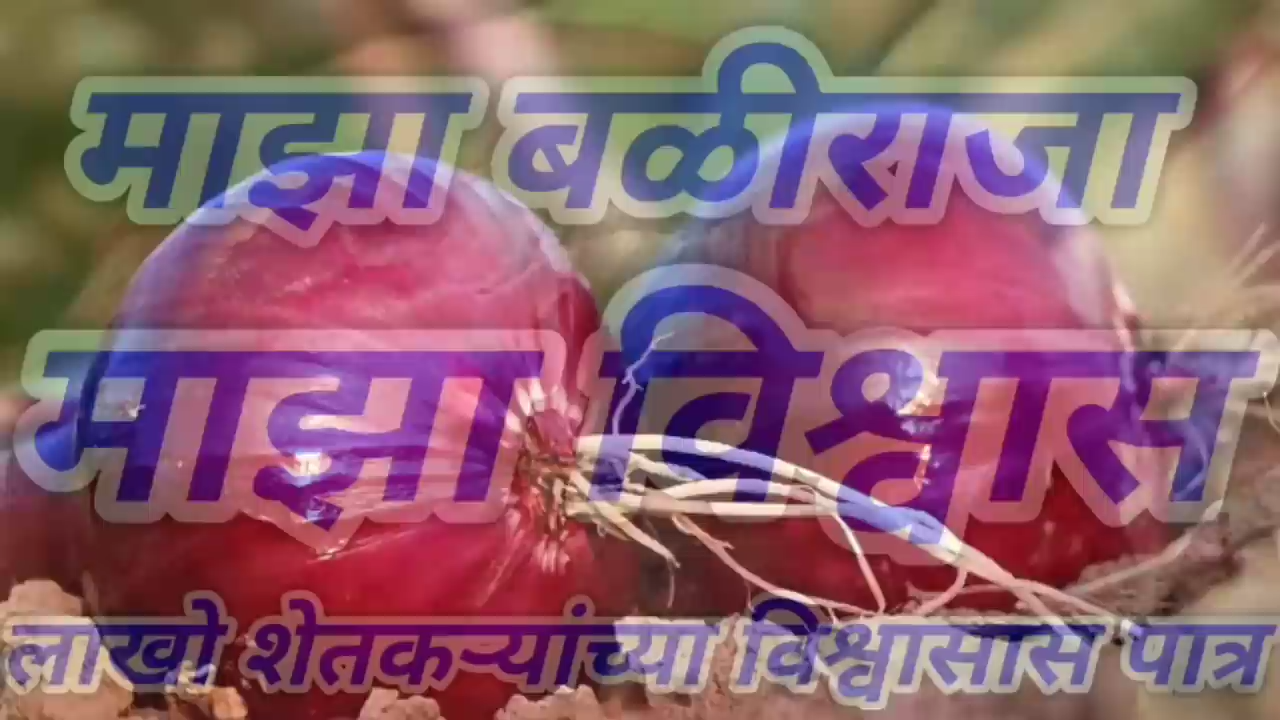 माझा बळीराजा
माझा विश्वास
लाखो शेतकऱ्यांच्या विश्वासास पात्र